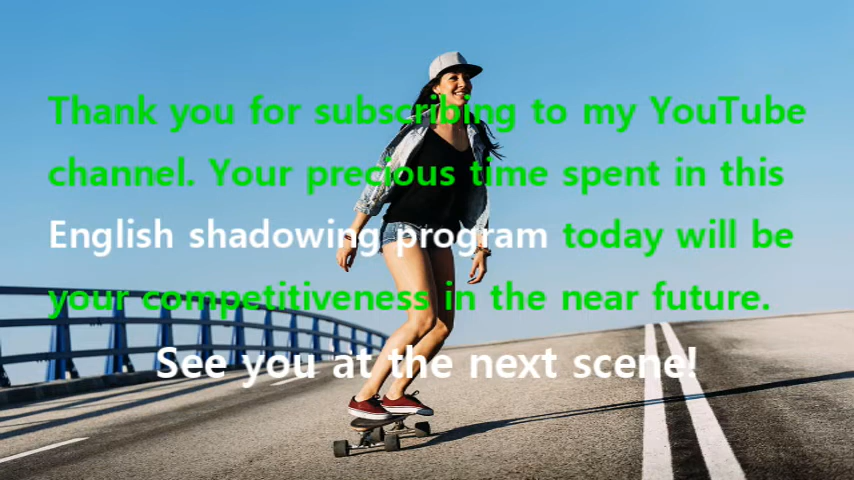 Thank you for subscribing to my YouTube
channel. Your precious time spent in this
English shadowing program today will be
your competitiveness in the near future.
See you at the next scene!